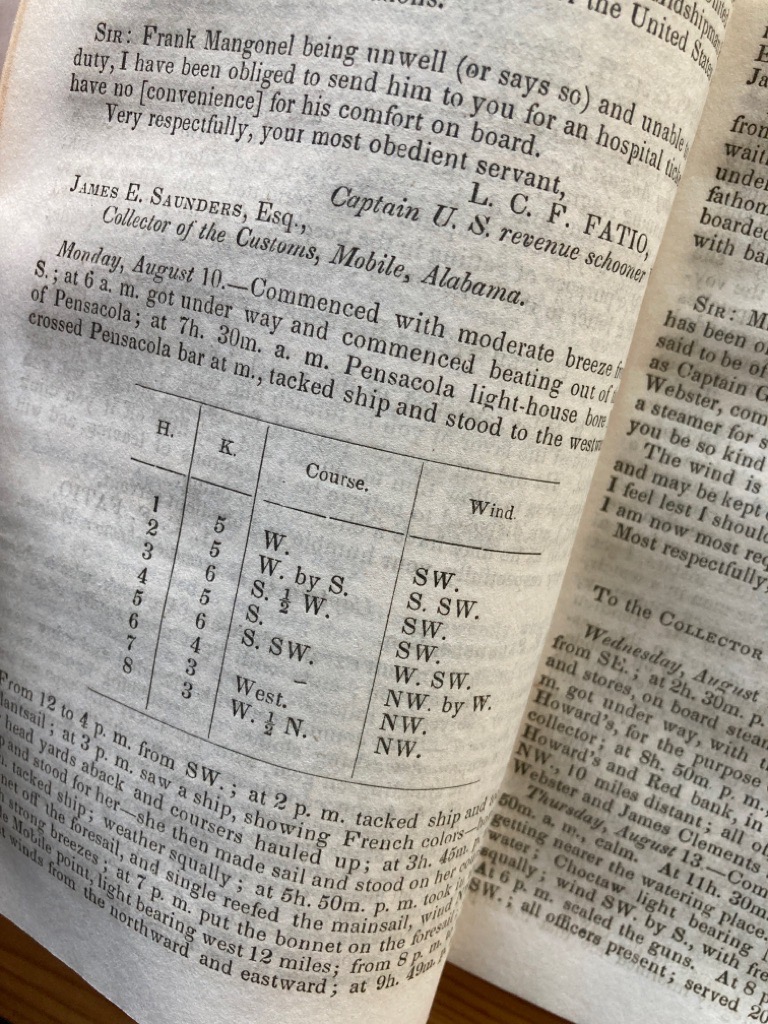 the United States
SIR: Frank Mangonel being unwell (or says so) and unable
duty, I have been obliged to send him to you for an hospital
have no [convenience] for his comfort on board.
Very respectfully, your most obedient servant,
L. C. F. FATIO,
Captain U. S. revenue schooner
JAMES E. SAUNDERS, Esq.,
Collector of the Customs, Mobile, Alabama.
Monday, August 10.—Commenced with moderate breeze
S.; at 6 a. m. got under way and commenced beating out of
of Pensacola; at 7h. 30m. a. m. Pensacola light-house bore
crossed Pensacola bar at m., tacked ship and stood to the
H. K. Course. Wind.
1 5 W. SW.
2 5 W. by S. S. SW.
3 6 S. ½ W. SW.
4 5 S. SW.
5 6 S. SW. W. SW.
6 4 – NW. by W.
7 3 West. NW.
8 3 W. ½ N. NW.
From 12 to 4 p. m. from SW.; at 2 p. m. tacked ship and
; at 3 p. m. saw a ship, showing French colors—
head yards aback and coursers hauled up; at 3h. 45m.
and stood for her—she then made sail and stood on her
tacked ship; weather squally; at 5h. 50m. p. m. took
off the foresail, and single reefed the mainsail, wind
strong breezes; at 7 p. m. put the bonnet on the foresail
Mobile point, light bearing west 12 miles; from 8 p. m.
winds from the northward and eastward; at 9h. 49m.
from
under
fathom
boarded
with
SIR:
has been
said to be of
as Captain
Webster,
a steamer for
you be so kind
The wind is
and may be kept
I feel lest I should
I am now most
Most respectfully,
To the COLLECTOR
Wednesday, August
from SE.; at 2h. 30m. p.
and stores, on board
m. got under way, with
Howard's, for the purpose
collector; at 8h. 50m. p. m.,
Howard's and Red bank, in
NW., 10 miles distant; all
Webster and James Clements
Thursday, August 13.—
50m. a. m., calm. At 11h. 30m.
getting nearer the watering place.
water; Choctaw light bearing
squally; wind SW. by S., with
At 6 p. m. scaled the guns. At 8
SW.; all officers present; served 20